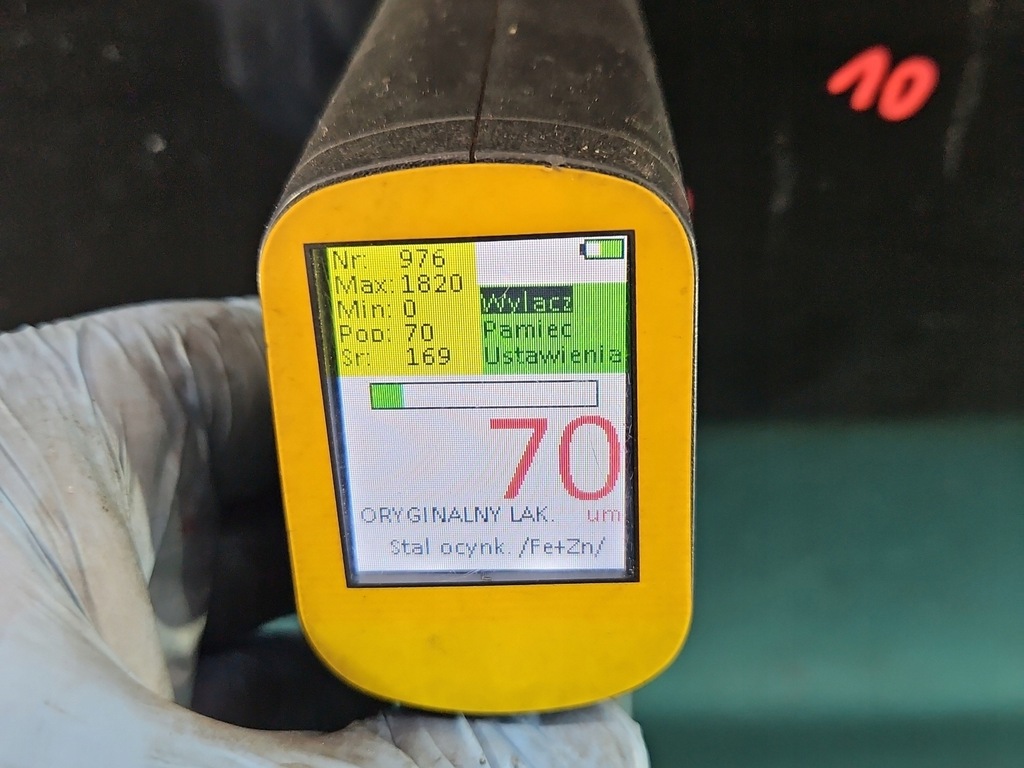 10
Nr: 976
Max: 1820
Min: 0
Pop: 70
Sr: 169
Wylacz
Pamiec
Ustawienia
70
ORYGINALNY LAK. um
Stal ocynk. /Fe+Zn/